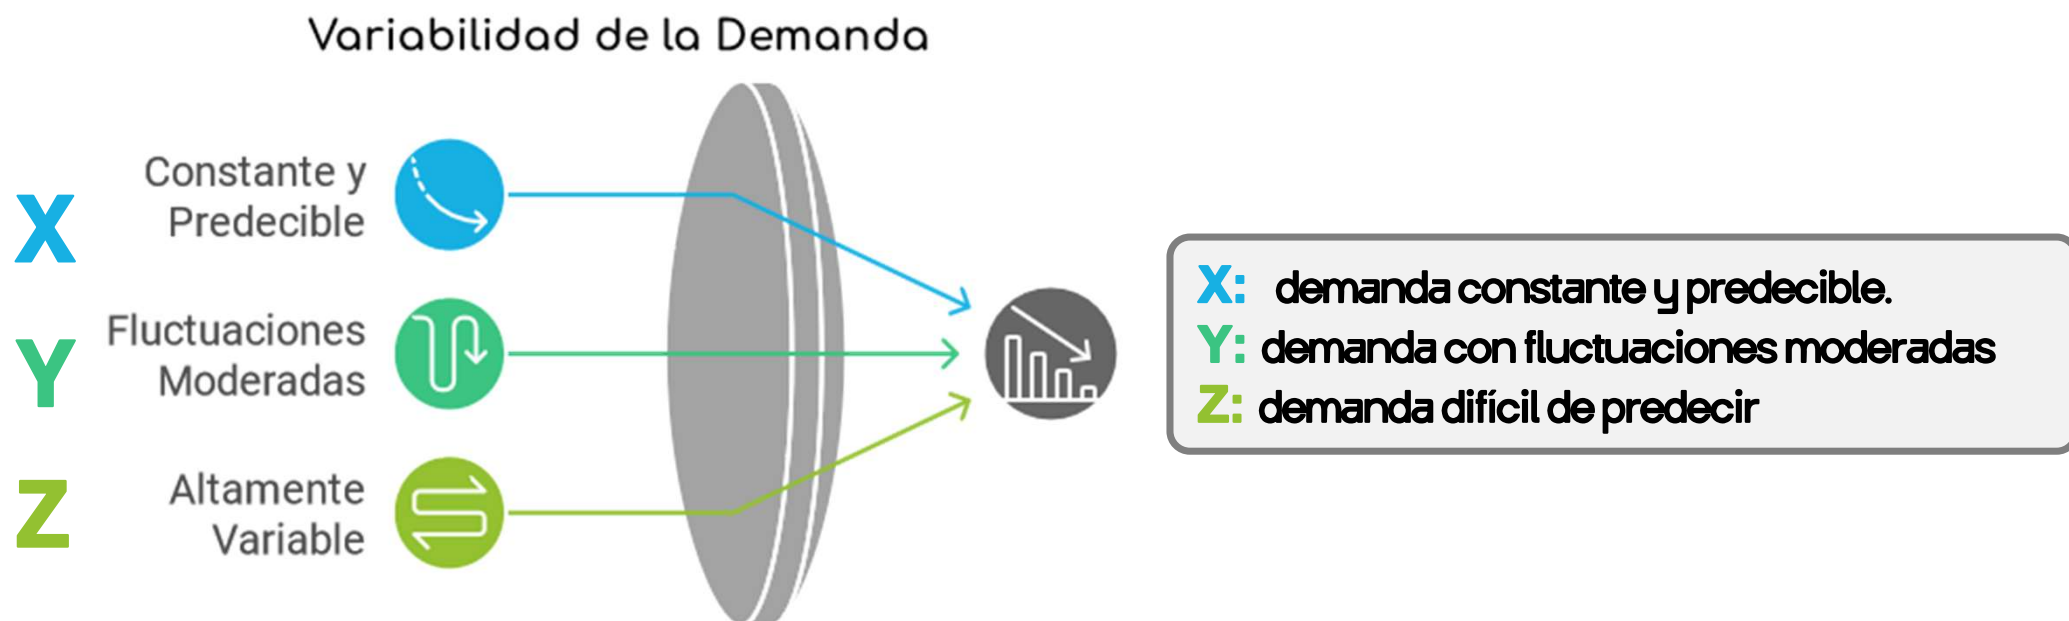 Variabilidad de la Demanda
X
Constante y
Predecible
Y
Fluctuaciones
Moderadas
Z
Altamente
Variable
X: demanda constante y predecible.
Y: demanda con fluctuaciones moderadas
Z: demanda difícil de predecir